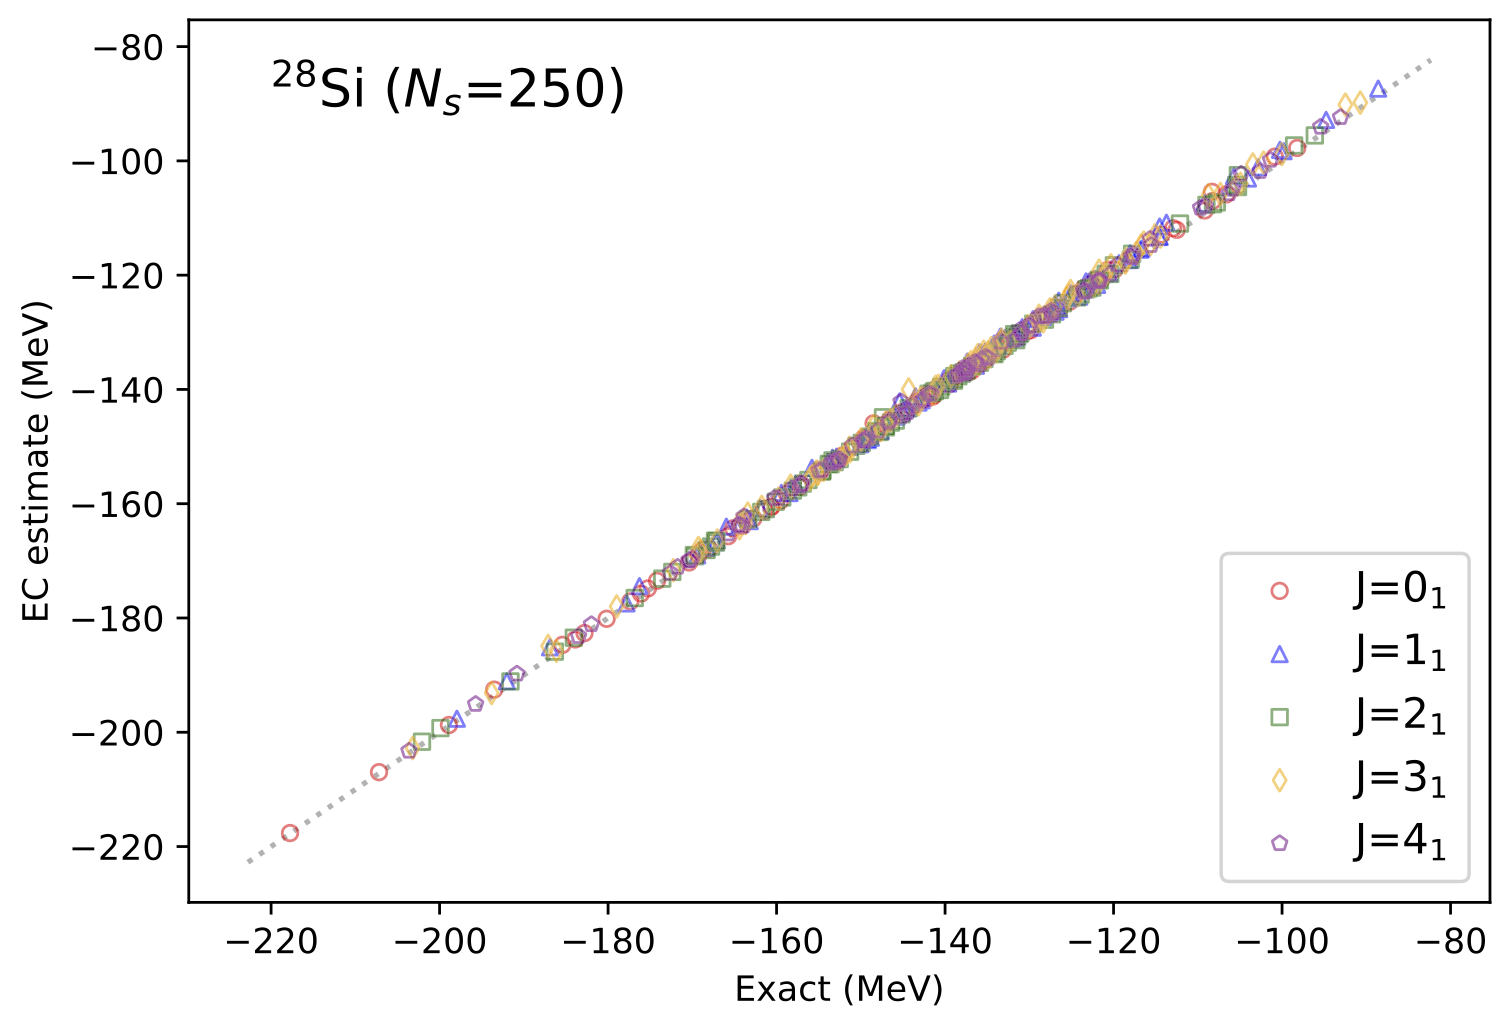 ²⁸Si (Nₛ=250)
EC estimate (MeV)
−80
−100
−120
−140
−160
−180
−200
−220
J=0₁
J=1₁
J=2₁
J=3₁
J=4₁
−220 −200 −180 −160 −140 −120 −100 −80
Exact (MeV)